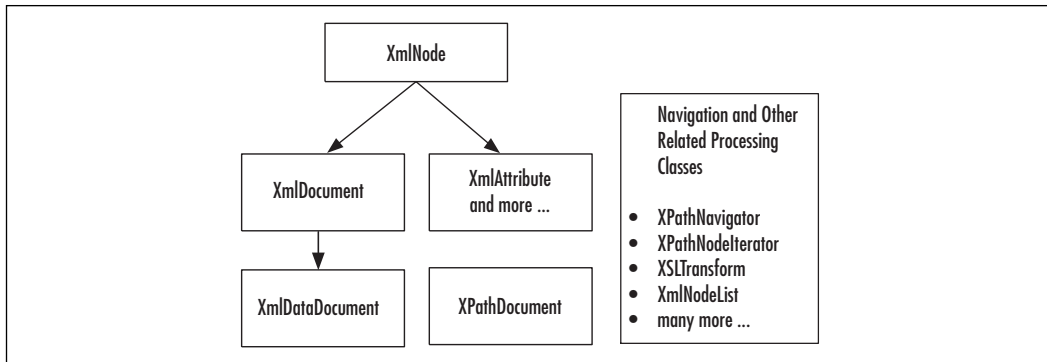 XmlNode
XmlDocument
XmlAttribute
and more ...
XmlDataDocument
XPathDocument
Navigation and Other
Related Processing
Classes
• XPathNavigator
• XPathNodeIterator
• XSLTransform
• XmlNodeList
• many more ...